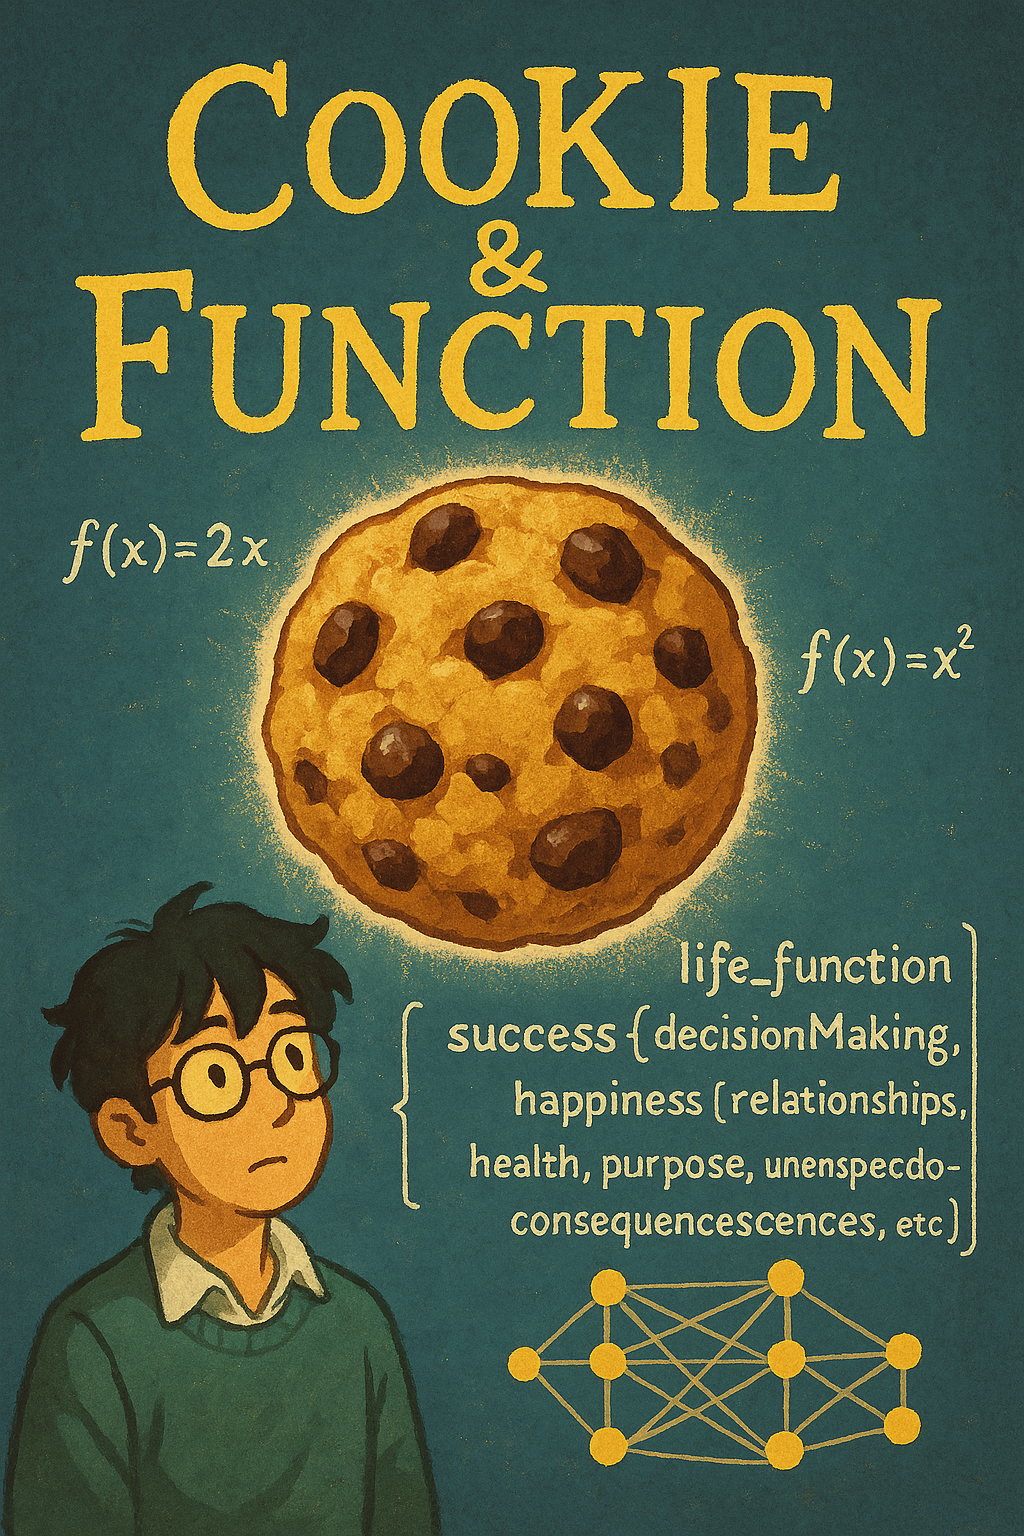 COOKIE
&
FUNCTION
f(x)=2x
f(x)=x²
life_function
success {decisionMaking,
happiness (relationships,
health, purpose, unenspecdo-
consequencescences, etc)